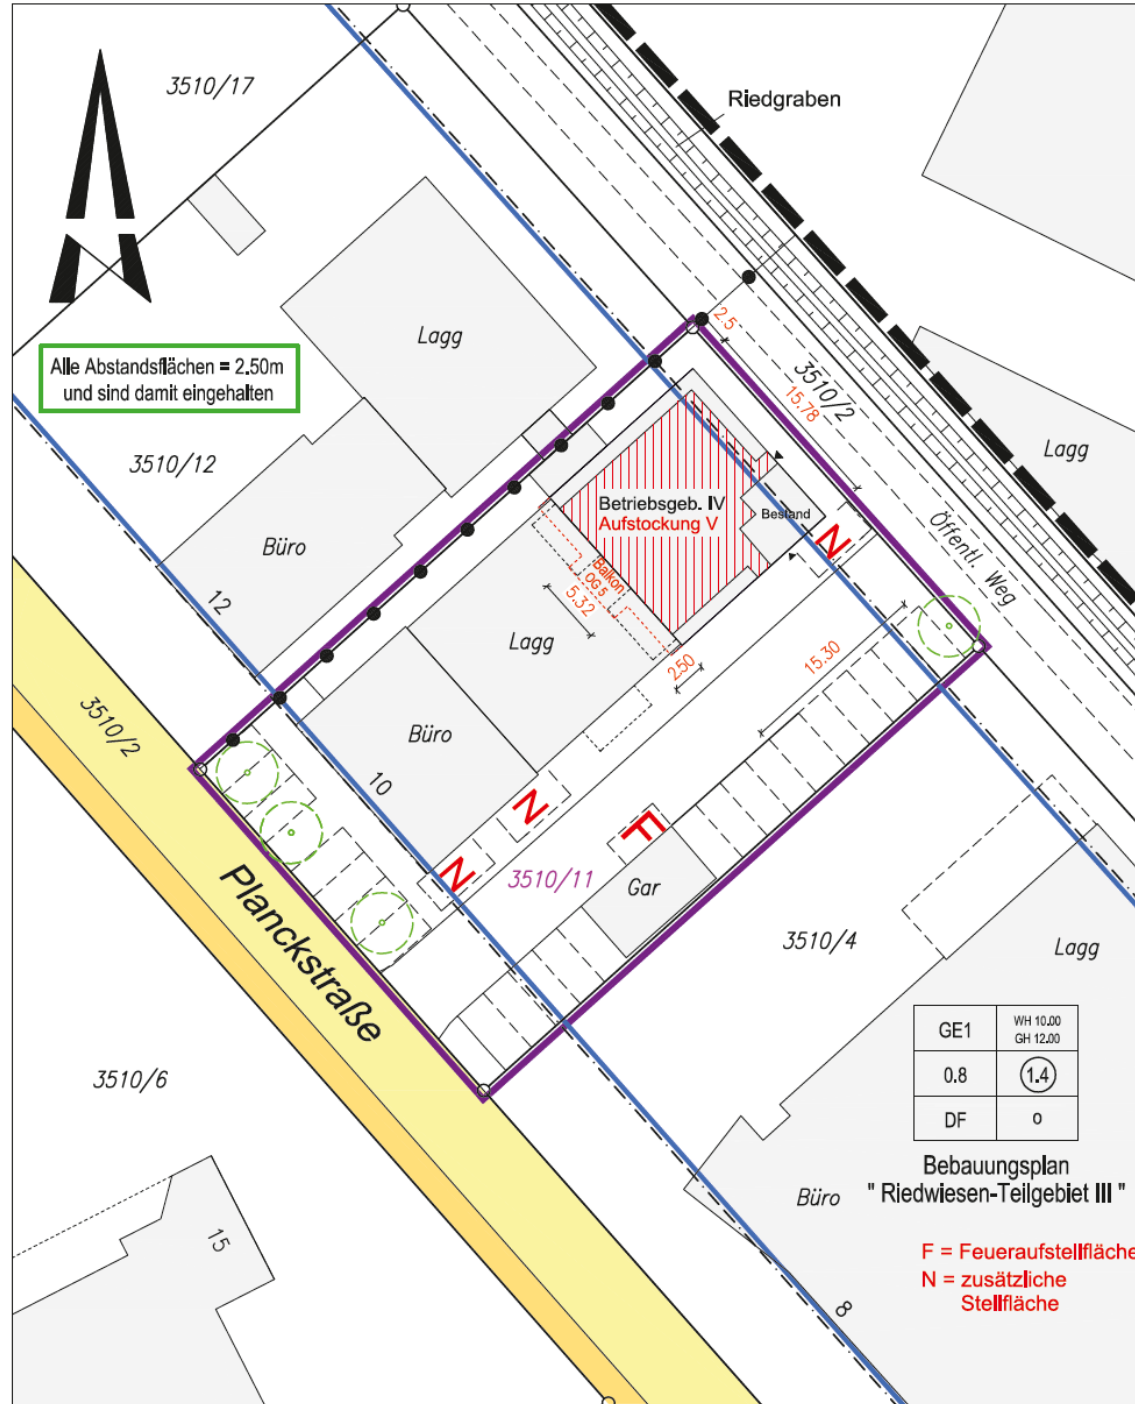 3510/17
Riedgraben
Lagg
Alle Abstandsflächen = 2.50m
und sind damit eingehalten
2.5
3510/2
15.78
Lagg
3510/12
Büro
Betriebsgeb. IV
Aufstockung V
Bestand
N
Öffentl. Weg
Balkon
OG5
5.32
12
Lagg
2.50
15.30
3510/2
Büro
10
N
F
N
3510/11
Gar
Planckstraße
3510/4
Lagg
GE1
WH 10.00
GH 12.00
0.8
1.4
DF
o
3510/6
Bebauungsplan
" Riedwiesen-Teilgebiet III "
Büro
15
F = Feueraufstellfläche
N = zusätzliche
Stellfläche
8